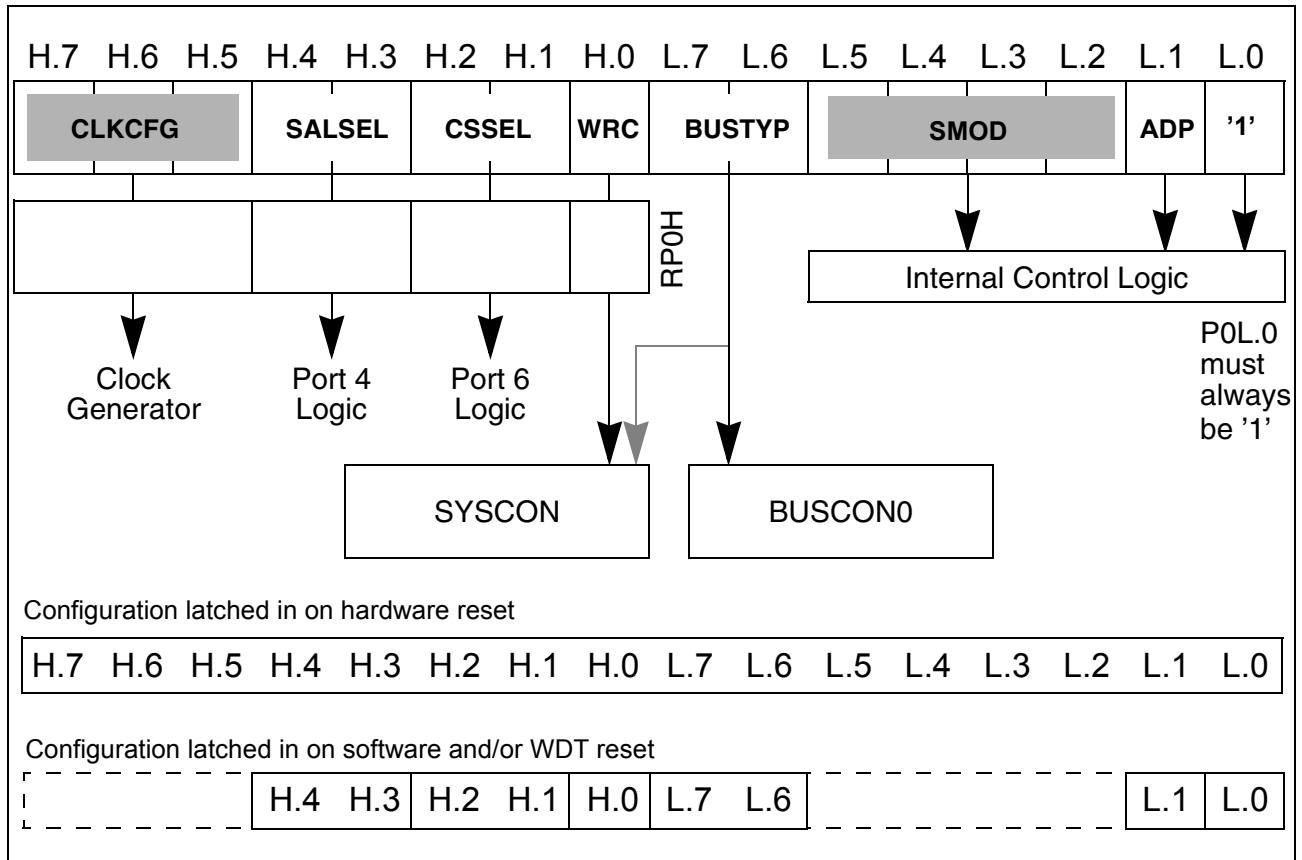 H.7 H.6 H.5 H.4 H.3 H.2 H.1 H.0 L.7 L.6 L.5 L.4 L.3 L.2 L.1 L.0
CLKCFG SALSEL CSSEL WRC BUSTYP SMOD ADP '1'
RP0H
Internal Control Logic
P0L.0
must
always
be '1'
Clock
Generator
Port 4
Logic
Port 6
Logic
SYSCON BUSCON0
Configuration latched in on hardware reset
H.7 H.6 H.5 H.4 H.3 H.2 H.1 H.0 L.7 L.6 L.5 L.4 L.3 L.2 L.1 L.0
Configuration latched in on software and/or WDT reset
H.4 H.3 H.2 H.1 H.0 L.7 L.6 L.1 L.0